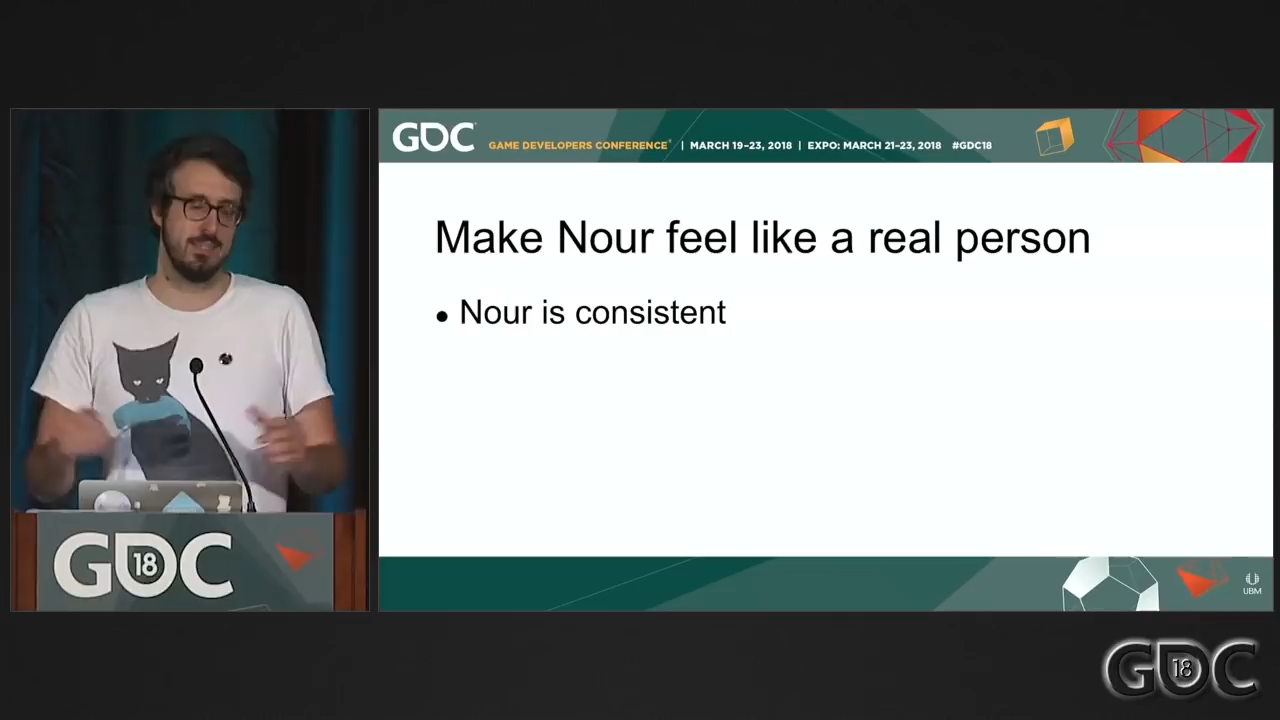 GDC
GAME DEVELOPERS CONFERENCE® | MARCH 19–23, 2018 | EXPO: MARCH 21–23, 2018 #GDC18
Make Nour feel like a real person
• Nour is consistent
GDC 18
UBM
GDC 18